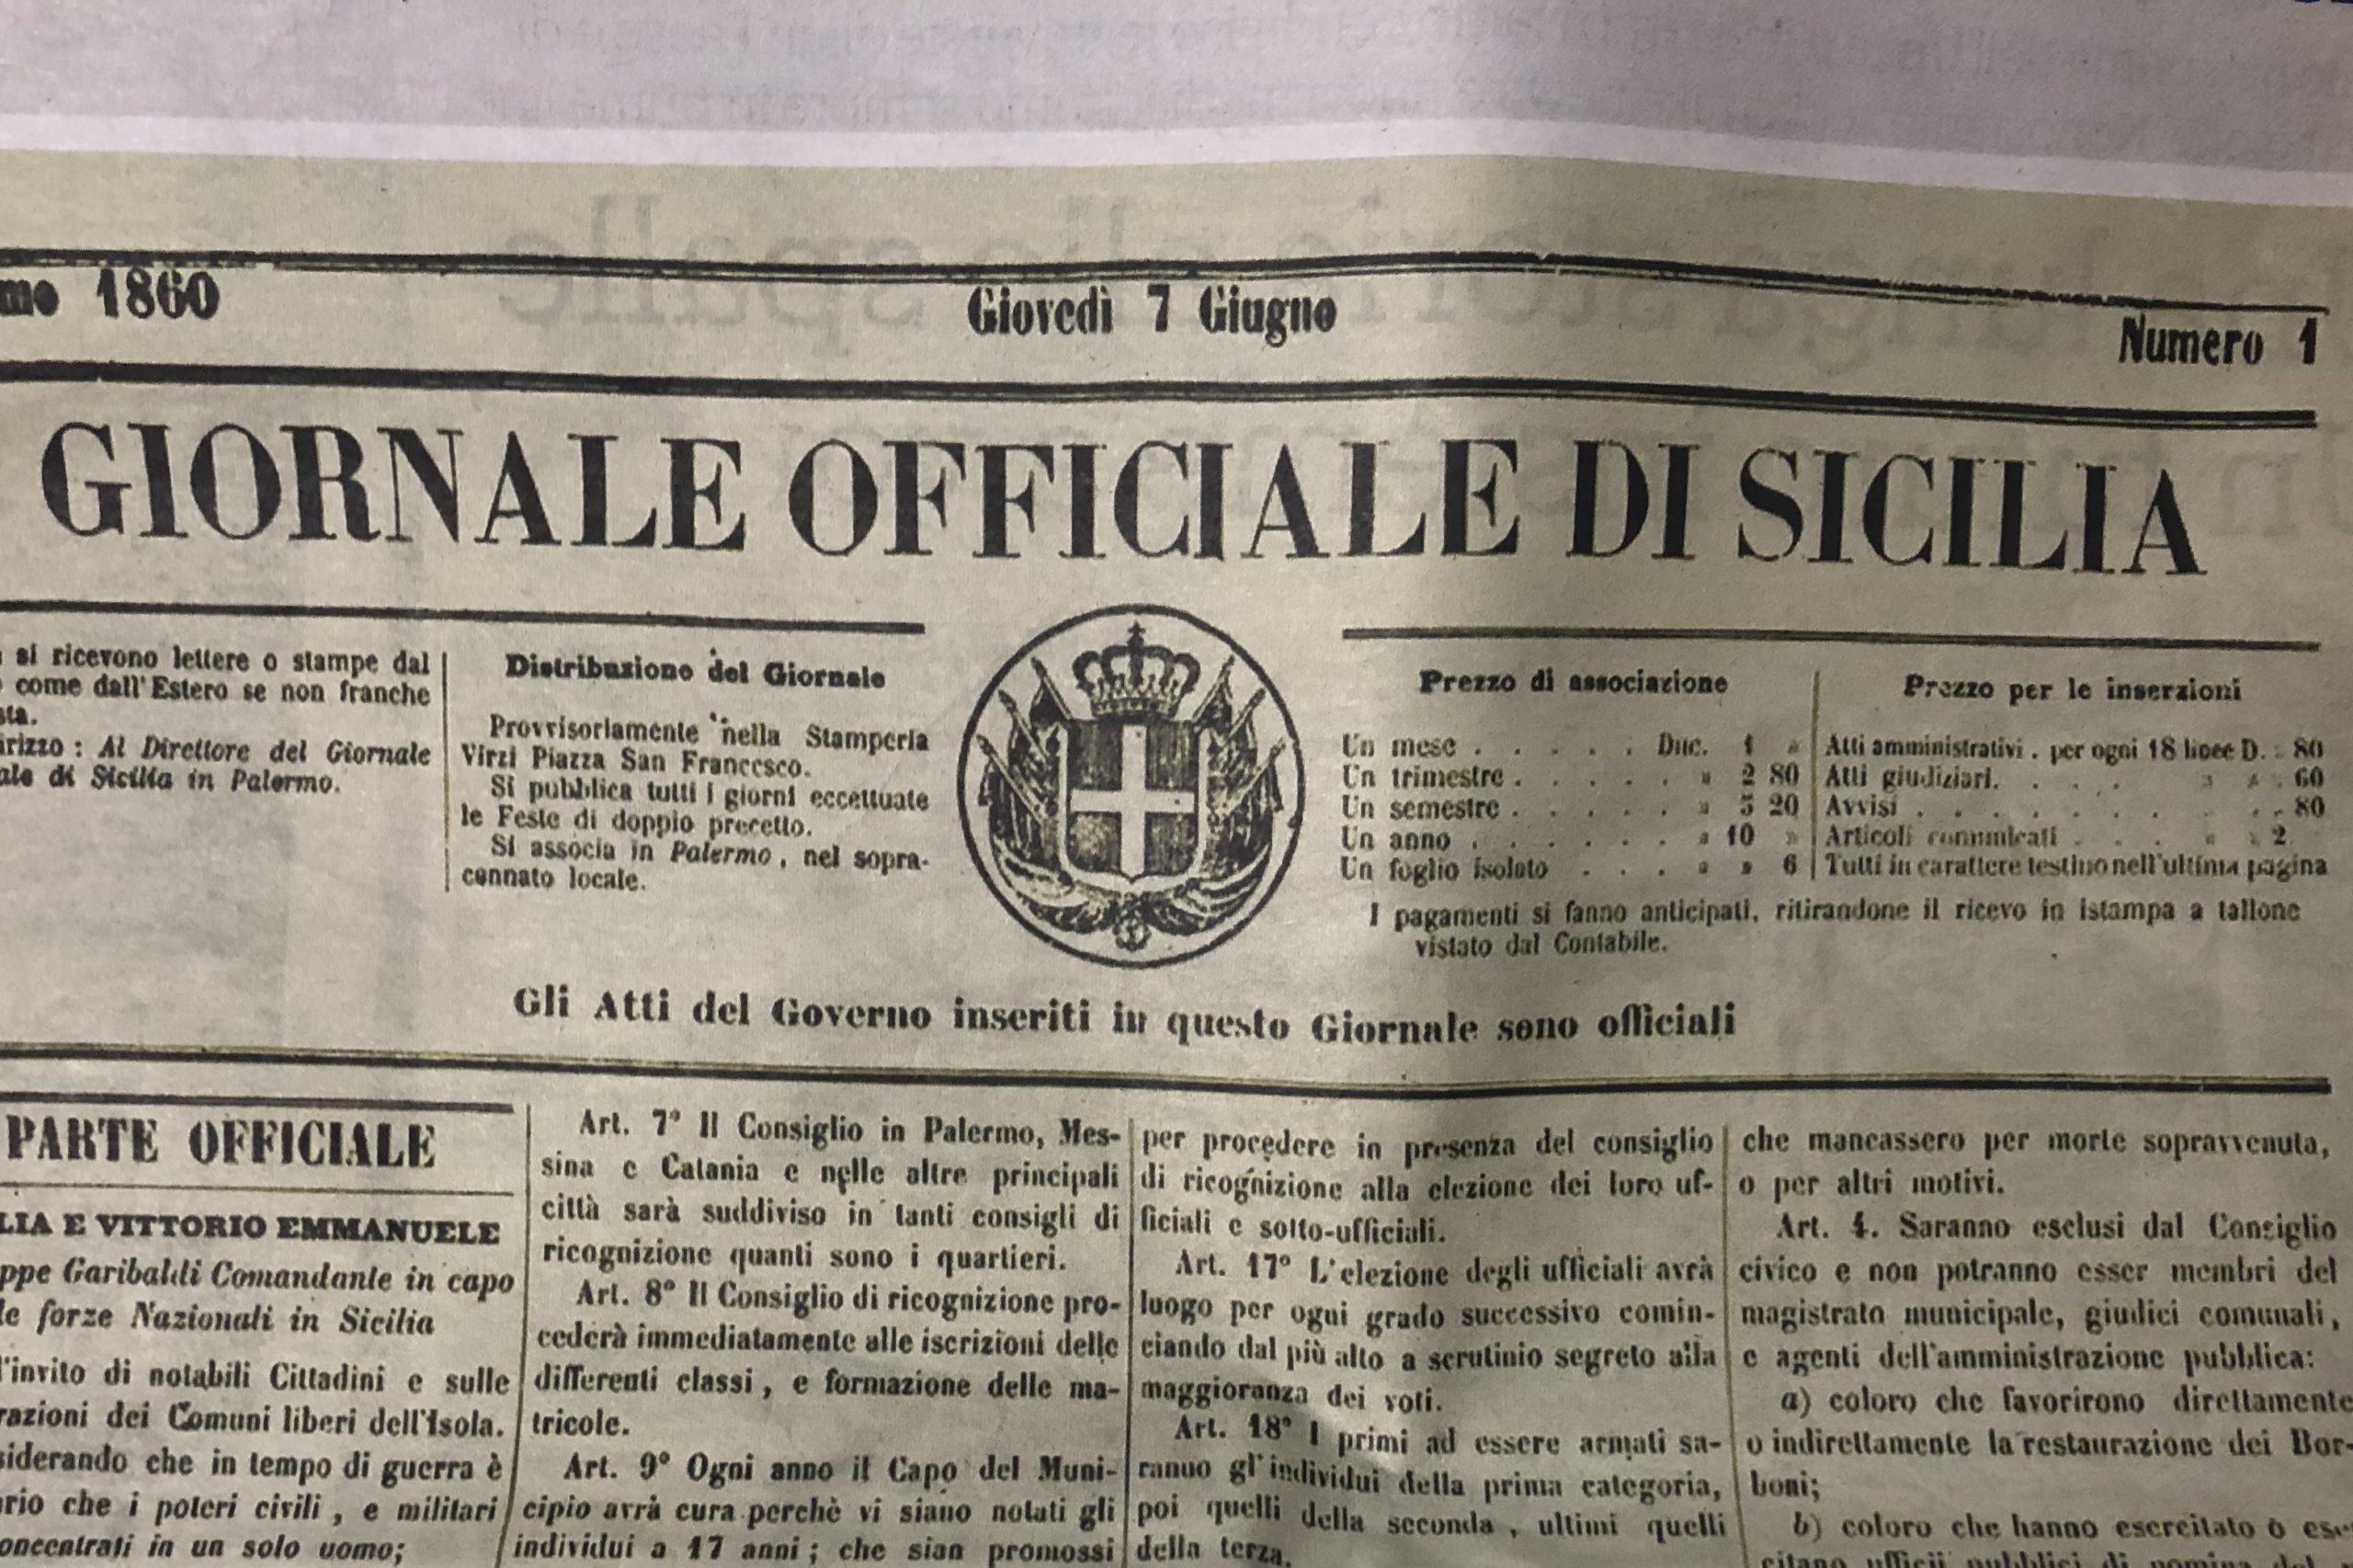 mo 1860
Giovedì 7 Giugno
Numero 1
GIORNALE OFFICIALE DI SICILIA
si ricevono lettere o stampe dal
come dall'Estero se non franche
sta.
irizzo : Al Direttore del Giornale
ale di Sicilia in Palermo.
Distribuzione del Giornale
Provvisoriamente nella Stamperia
Virzi Piazza San Francesco.
Si pubblica tutti i giorni eccettuate
le Feste di doppio precetto.
Si associa in Palermo, nel sopra-
cennato locale.
Prezzo di associazione
Un mese . . . . . Duc. 1 »
Un trimestre . . . . . » 2 80
Un semestre . . . . . » 5 20
Un anno . . . . . . » 10 »
Un foglio isolato . . . » » 6
Prezzo per le inserzioni
Atti amministrativi . per ogni 18 linee D. . 80
Atti giudiziari. . . . » » . 60
Avvisi . . . . . . . . . 80
Articoli comunicati . . . » . 2
Tutti in carattere testino nell'ultima pagina
I pagamenti si fanno anticipati, ritirandone il ricevo in istampa a tallone
vistato dal Contabile.
Gli Atti del Governo inseriti in questo Giornale sono officiali
PARTE OFFICIALE
LIA E VITTORIO EMMANUELE
ppe Garibaldi Comandante in capo
le forze Nazionali in Sicilia
l'invito di notabili Cittadini e sulle
razioni dei Comuni liberi dell'Isola.
siderando che in tempo di guerra è
ario che i poteri civili, e militari
oncentrati in un solo uomo;
Art. 7° Il Consiglio in Palermo, Mes-
sina e Catania e nelle altre principali
città sarà suddiviso in tanti consigli di
ricognizione quanti sono i quartieri.
Art. 8° Il Consiglio di ricognizione pro-
cederà immediatamente alle iscrizioni delle
differenti classi, e formazione delle ma-
tricole.
Art. 9° Ogni anno il Capo del Muni-
cipio avrà cura perchè vi siano notati gli
individui a 17 anni; che sian promossi
per procedere in presenza del consiglio
di ricognizione alla elezione dei loro uf-
ficiali e sotto-ufficiali.
Art. 17° L'elezione degli ufficiali avrà
luogo per ogni grado successivo comin-
ciando dal più alto a scrutinio segreto alla
maggioranza dei voti.
Art. 18° I primi ad essere armati sa-
ranno gl'individui della prima categoria,
poi quelli della seconda, ultimi quelli
della terza.
che mancassero per morte sopravvenuta,
o per altri motivi.
Art. 4. Saranno esclusi dal Consiglio
civico e non potranno esser membri del
magistrato municipale, giudici comunali,
e agenti dell'amministrazione pubblica:
a) coloro che favorirono direttamente
o indirettamente la restaurazione dei Bor-
boni;
b) coloro che hanno esercitato o eser